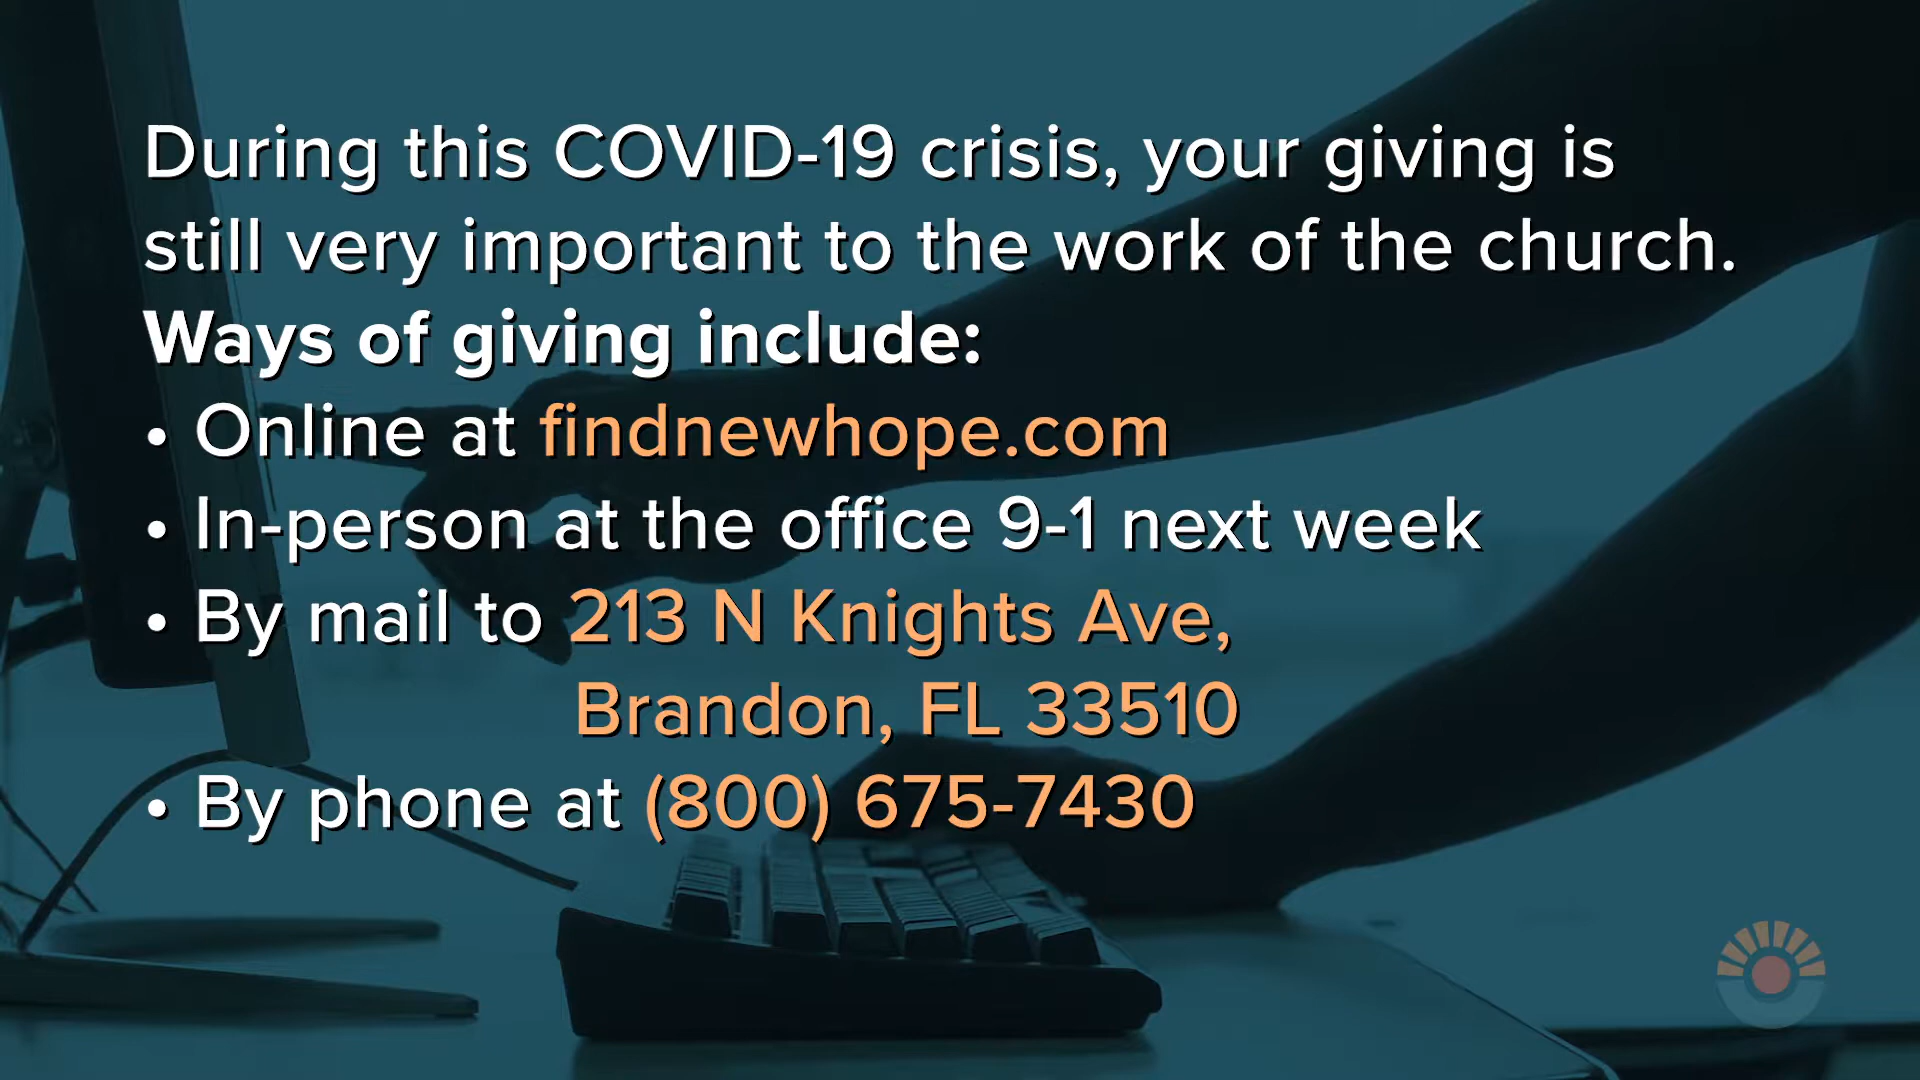 During this COVID-19 crisis, your giving is
still very important to the work of the church.
Ways of giving include:
• Online at findnewhope.com
• In-person at the office 9-1 next week
• By mail to 213 N Knights Ave,
Brandon, FL 33510
• By phone at (800) 675-7430